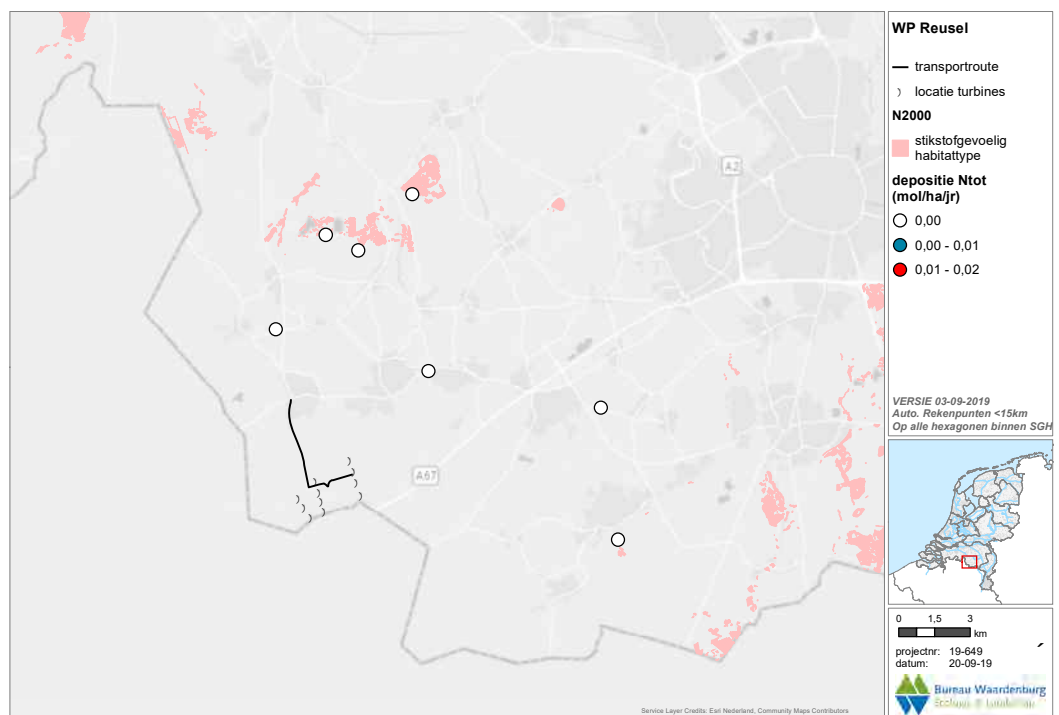 WP Reusel
transportroute
locatie turbines
N2000
stikstofgevoelig
habitattype
depositie Ntot
(mol/ha/jr)
0,00
0,00 - 0,01
0,01 - 0,02
VERSIE 03-09-2019
Auto. Rekenpunten <15km
Op alle hexagonen binnen SGH
A2
A67
0 1,5 3
km
projectnr: 19-649
datum: 20-09-19
Bureau Waardenburg
Service Layer Credits: Esri Nederland, Community Maps Contributors